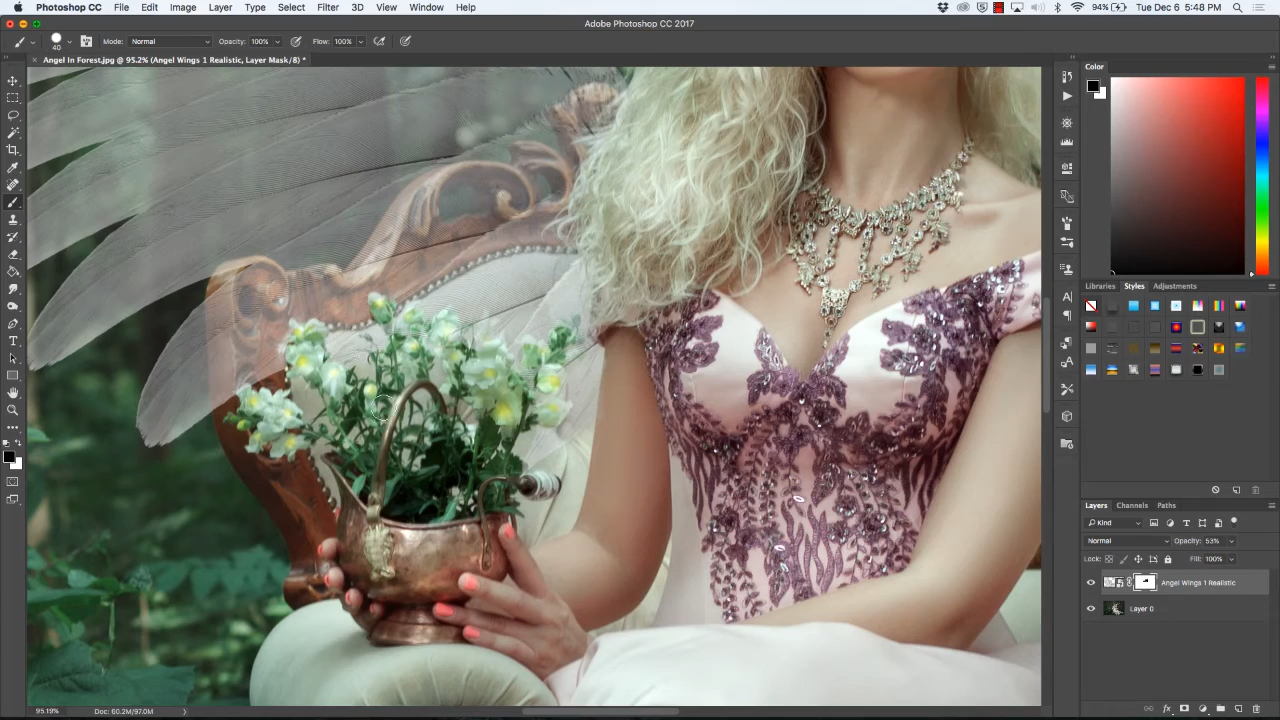 Photoshop CC File Edit Image Layer Type Select Filter 3D View Window Help 94% Tue Dec 6 5:48 PM
Adobe Photoshop CC 2017
40 Mode: Normal Opacity: 100% Flow: 100%
× Angel In Forest.jpg @ 95.2% (Angel Wings 1 Realistic, Layer Mask/8) *
Color
Libraries Styles Adjustments
Layers Channels Paths
Kind
Normal Opacity: 53%
Lock: Fill: 100%
Angel Wings 1 Realistic
Layer 0
95.19% Doc: 60.2M/97.0M